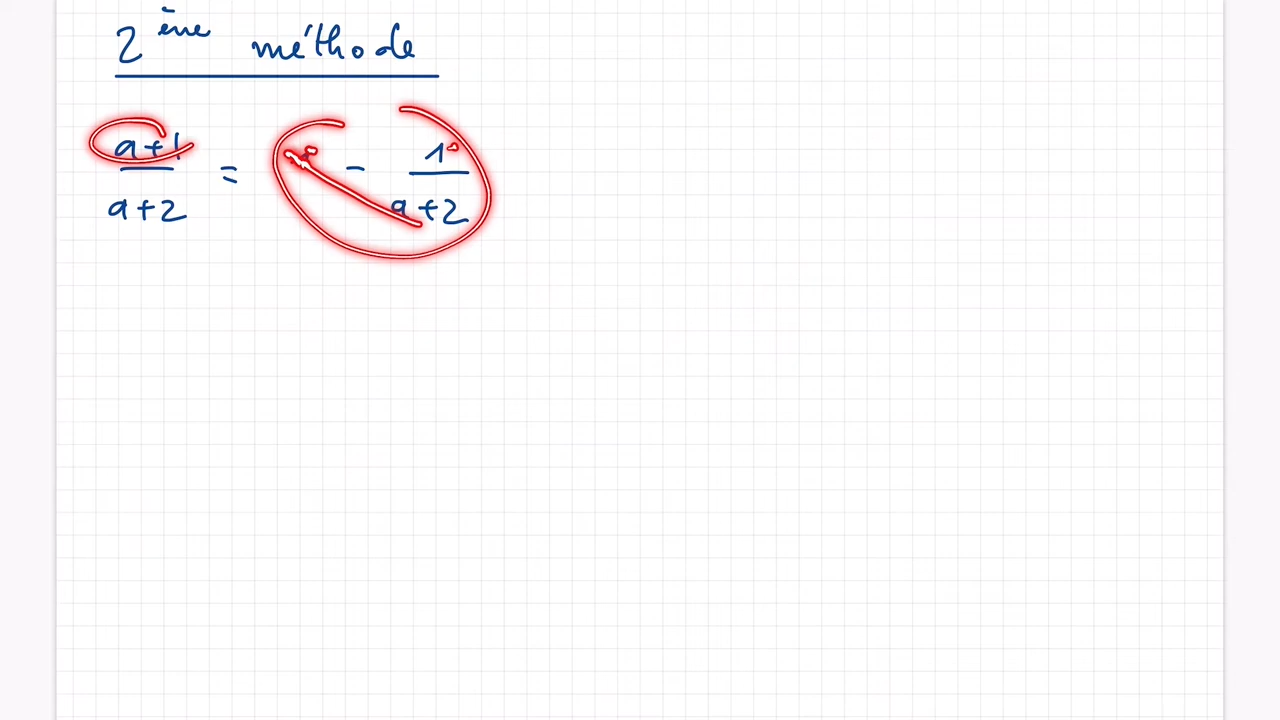 2ème méthode
a+1 = - 1
a+2 a+2